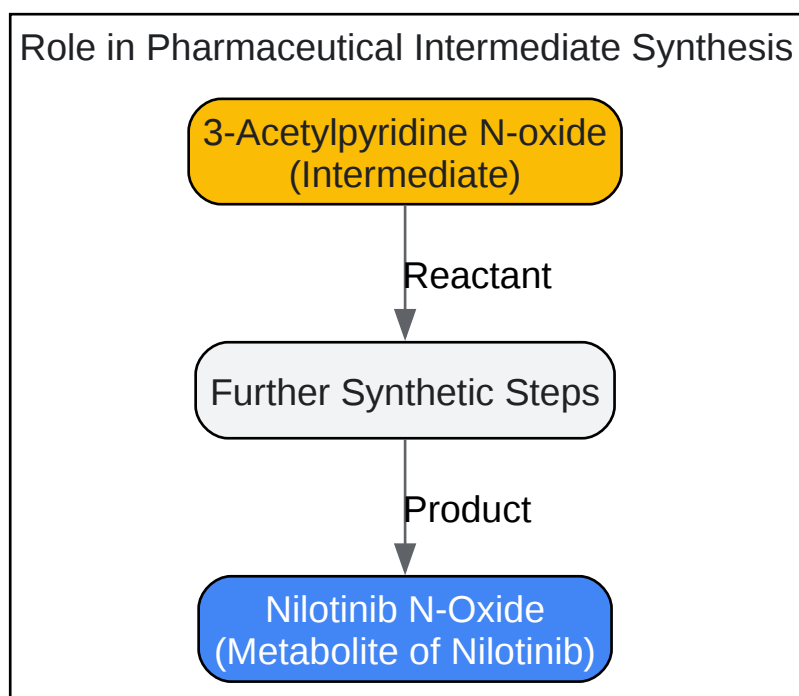 Role in Pharmaceutical Intermediate Synthesis
3-Acetylpyridine N-oxide
(Intermediate)
Reactant
Further Synthetic Steps
Product
Nilotinib N-Oxide
(Metabolite of Nilotinib)